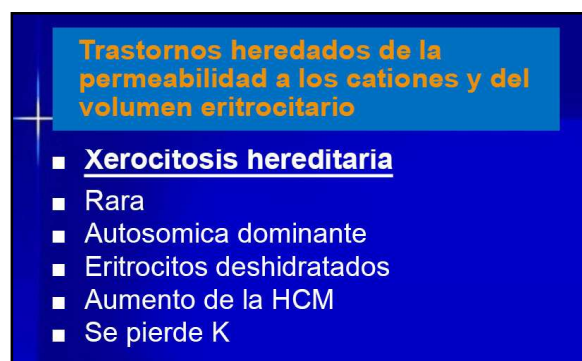 Trastornos heredados de la
permeabilidad a los cationes y del
volumen eritrocitario
Xerocitosis hereditaria
Rara
Autosomica dominante
Eritrocitos deshidratados
Aumento de la HCM
Se pierde K